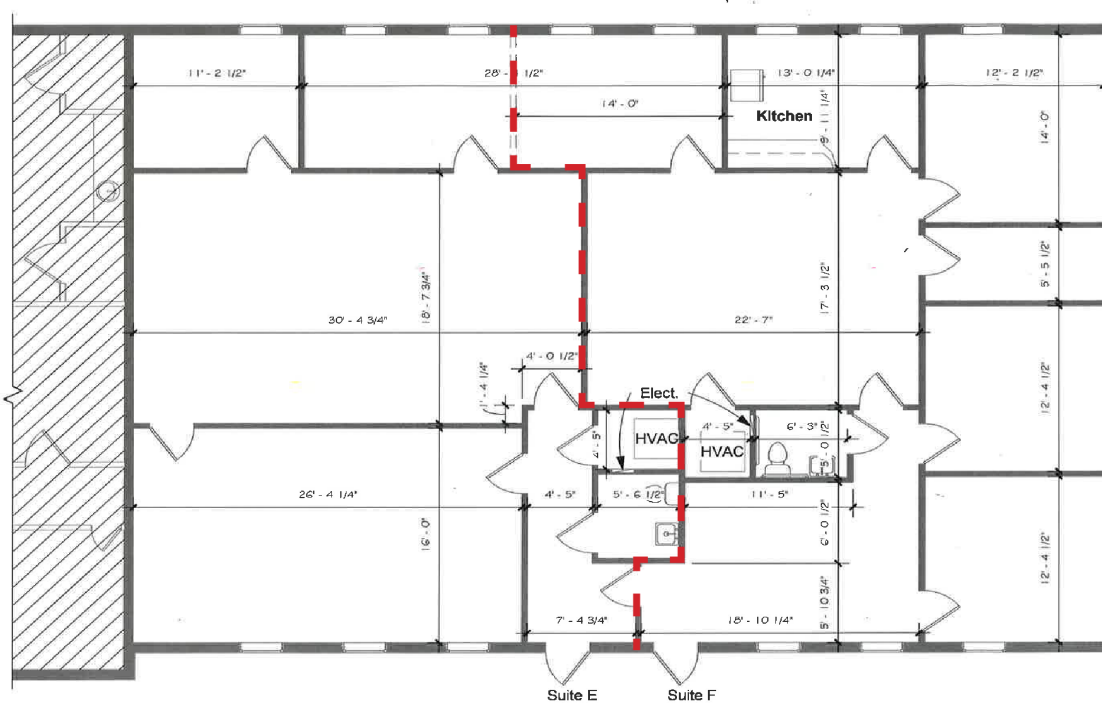 11' - 2 1/2"
28' - 1/2"
13' - 0 1/4"
12' - 2 1/2"
14' - 0"
Kitchen
9' - 11 1/4"
14' - 0"
5' - 5 1/2"
18' - 7 3/4"
17' - 3 1/2"
30' - 4 3/4"
22' - 7"
4' - 0 1/2"
1' - 4 1/4"
Elect.
12' - 4 1/2"
4' - 5"
HVAC
4' - 5"
HVAC
6' - 3"
5' - 0 1/2"
26' - 4 1/4"
4' - 5"
5' - 6 1/2"
11' - 5"
16' - 0"
6' - 0 1/2"
12' - 4 1/2"
5' - 10 3/4"
7' - 4 3/4"
18' - 10 1/4"
Suite E
Suite F